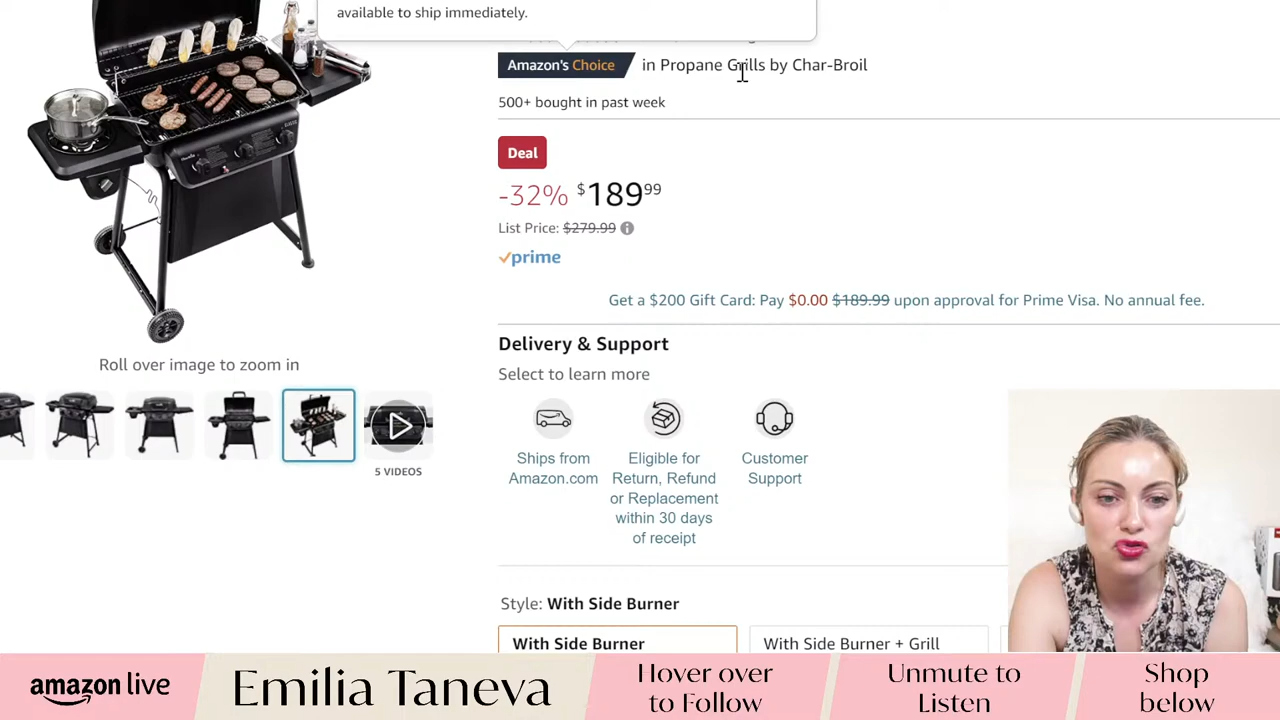 available to ship immediately.
Amazon's Choice in Propane Grills by Char-Broil
500+ bought in past week
Deal
-32% $189.99
List Price: $279.99
prime
Get a $200 Gift Card: Pay $0.00 $189.99 upon approval for Prime Visa. No annual fee.
Roll over image to zoom in
5 VIDEOS
Delivery & Support
Select to learn more
Ships from
Amazon.com
Eligible for
Return, Refund
or Replacement
within 30 days
of receipt
Customer
Support
Style: With Side Burner
With Side Burner
With Side Burner + Grill
amazon live
Emilia Taneva
Hover over
to Follow
Unmute to
Listen
Shop
below